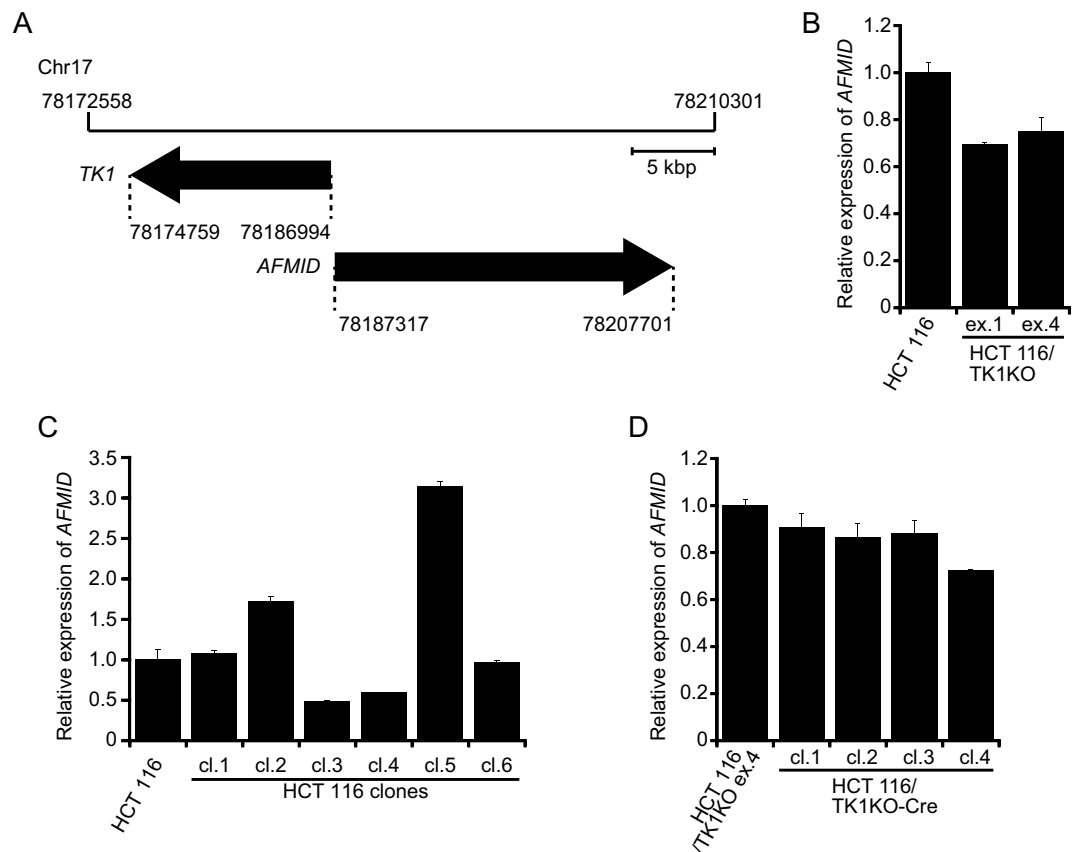 A
Chr17
78172558
78210301
5 kbp
TK1
78174759
78186994
AFMID
78187317
78207701
B
Relative expression of AFMID
1.2
1.0
0.8
0.6
0.4
0.2
0
HCT 116
ex.1
ex.4
HCT 116/
TK1KO
C
Relative expression of AFMID
3.5
3.0
2.5
2.0
1.5
1.0
0.5
0
HCT 116
cl.1
cl.2
cl.3
cl.4
cl.5
cl.6
HCT 116 clones
D
Relative expression of AFMID
1.2
1.0
0.8
0.6
0.4
0.2
0
HCT 116
/TK1KO ex.4
cl.1
cl.2
cl.3
cl.4
HCT 116/
TK1KO-Cre